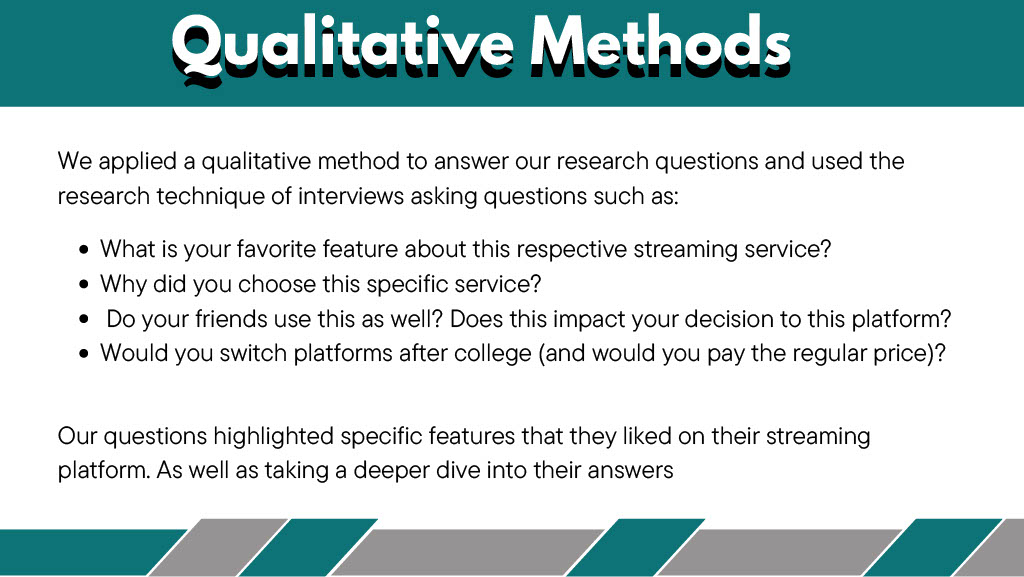 Qualitative Methods
We applied a qualitative method to answer our research questions and used the
research technique of interviews asking questions such as:
• What is your favorite feature about this respective streaming service?
• Why did you choose this specific service?
• Do your friends use this as well? Does this impact your decision to this platform?
• Would you switch platforms after college (and would you pay the regular price)?
Our questions highlighted specific features that they liked on their streaming
platform. As well as taking a deeper dive into their answers